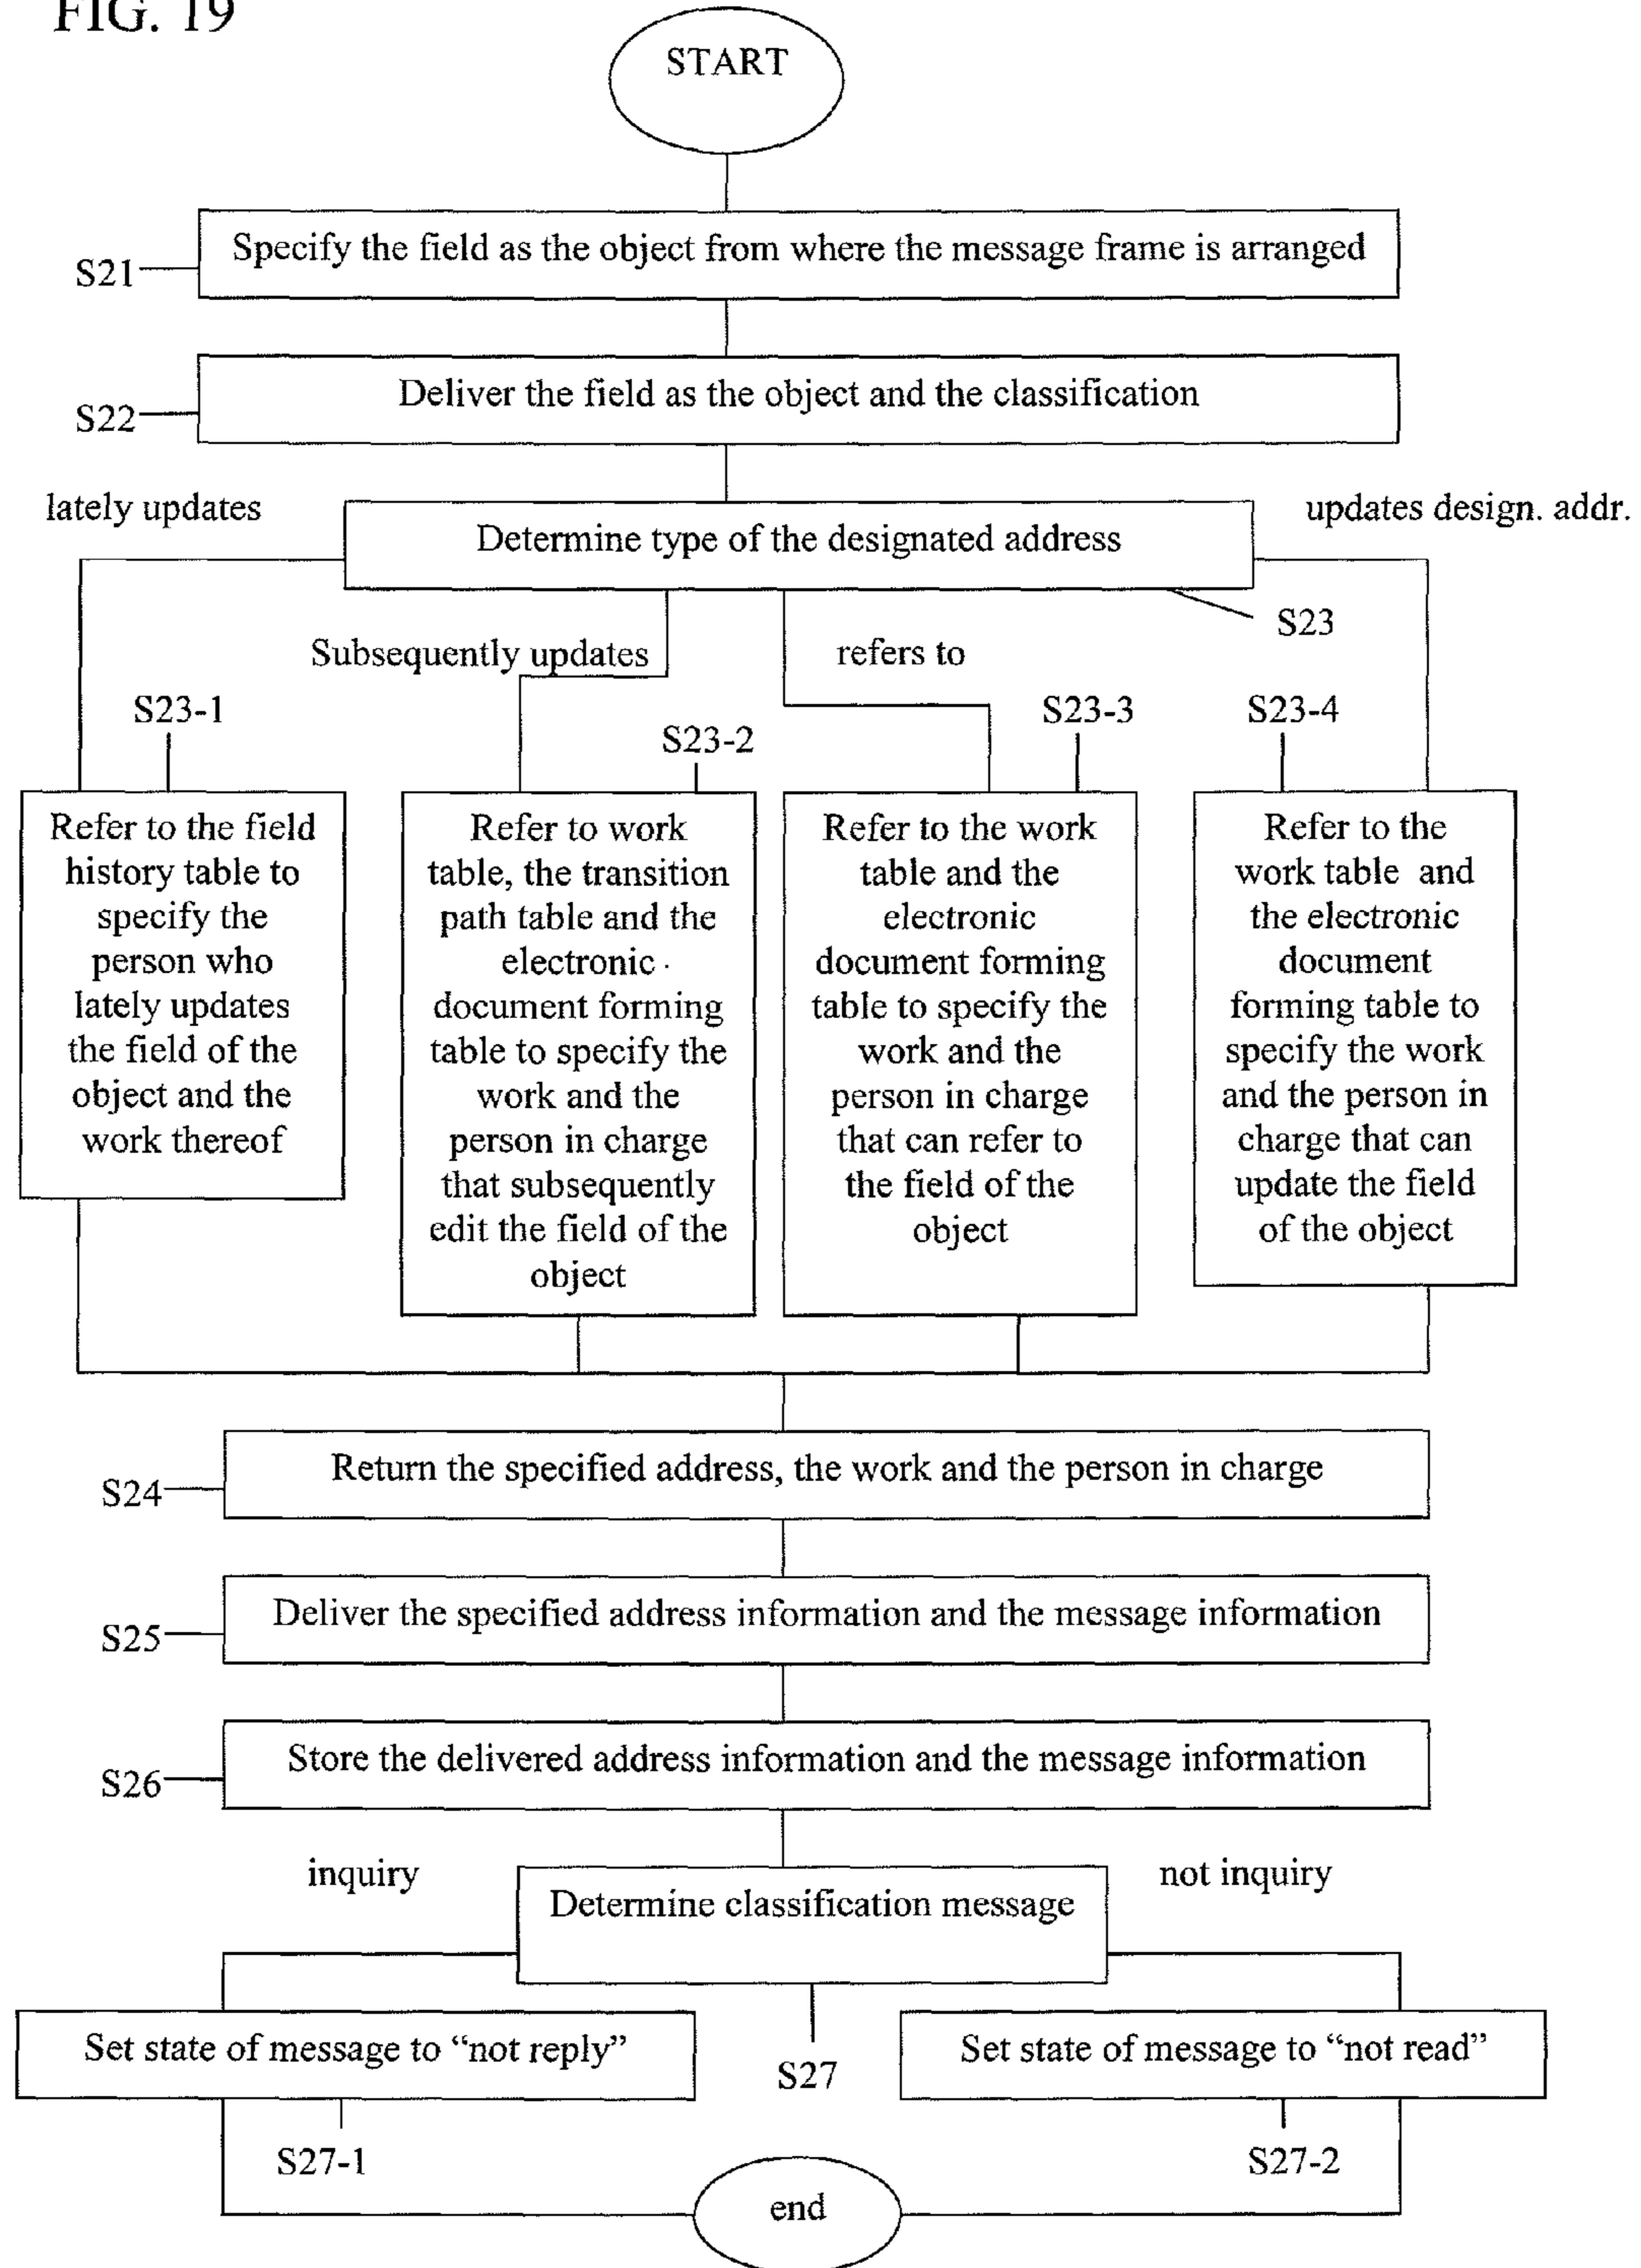 FIG. 19
START
Specify the field as the object from where the message frame is arranged
S21
Deliver the field as the object and the classification
S22
lately updates
updates design. addr.
Determine type of the designated address
S23
Subsequently updates
refers to
S23-1
S23-2
S23-3
S23-4
Refer to the field
history table to
specify the
person who
lately updates
the field of the
object and the
work thereof
Refer to work
table, the transition
path table and the
electronic
document forming
table to specify the
work and the
person in charge
that subsequently
edit the field of the
object
Refer to the work
table and the
electronic
document forming
table to specify the
work and the
person in charge
that can refer to
the field of the
object
Refer to the
work table and
the electronic
document
forming table to
specify the work
and the person in
charge that can
update the field
of the object
Return the specified address, the work and the person in charge
S24
Deliver the specified address information and the message information
S25
Store the delivered address information and the message information
S26
inquiry
not inquiry
Determine classification message
Set state of message to “not reply”
S27
Set state of message to “not read”
S27-1
S27-2
end